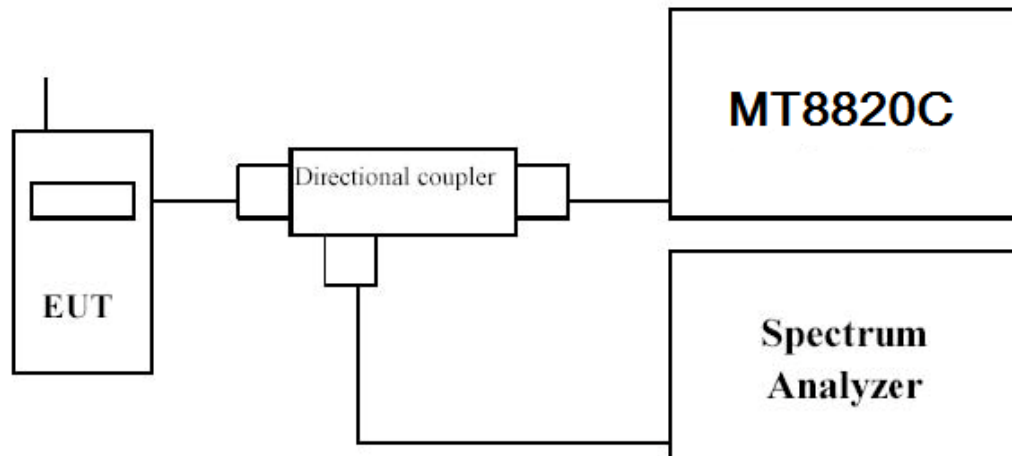 MT8820C
Directional coupler
EUT
Spectrum
Analyzer